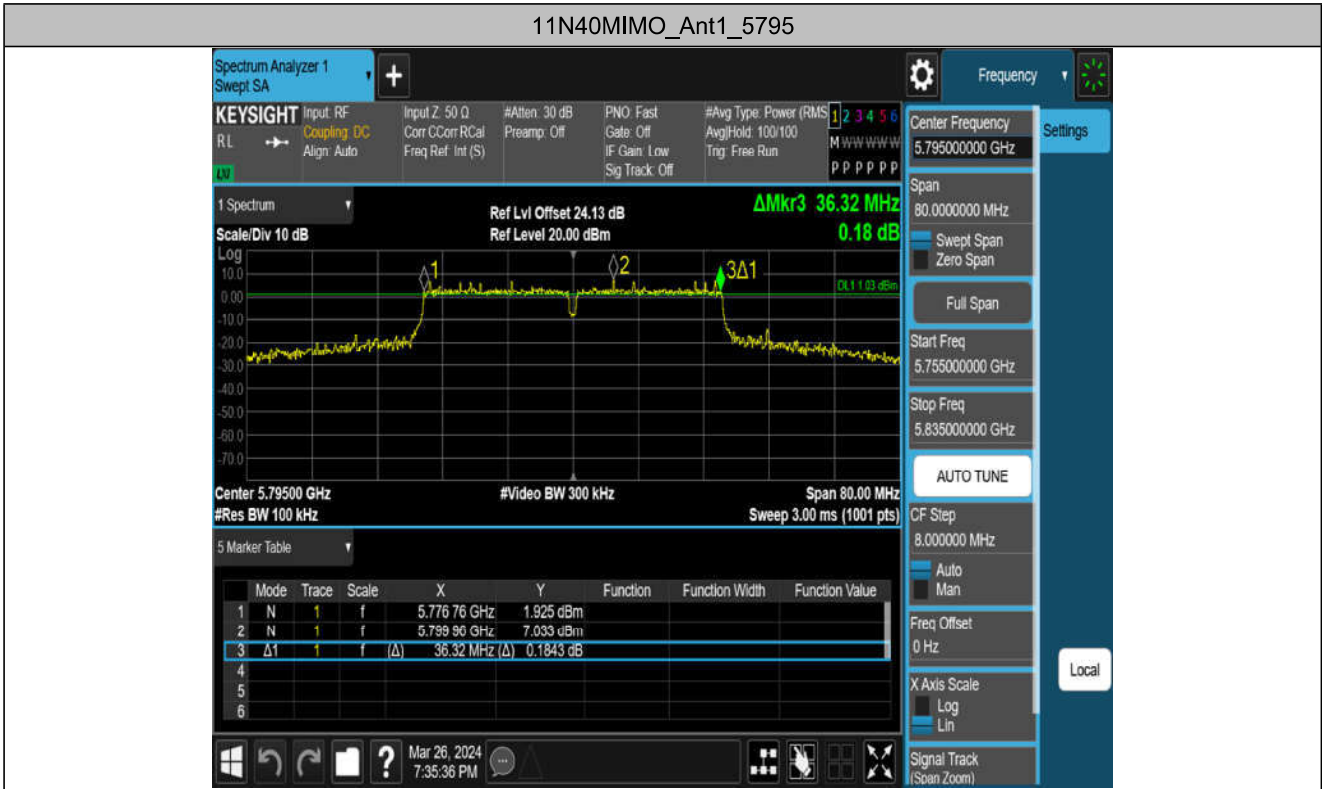 11N40MIMO_Ant1_5795
Spectrum Analyzer 1
Swept SA
+
Frequency
KEYSIGHT
RL
LXI
Input: RF
Coupling: DC
Align: Auto
Input Z: 50 Ω
Corr CCorr RCal
Freq Ref: Int (S)
#Atten: 30 dB
Preamp: Off
PNO: Fast
Gate: Off
IF Gain: Low
Sig Track: Off
#Avg Type: Power (RMS
Avg|Hold: 100/100
Trig: Free Run
1 2 3 4 5 6
M W W W W W
P P P P P P
Center Frequency
5.795000000 GHz
Settings
Span
80.0000000 MHz
Swept Span
Zero Span
Full Span
Start Freq
5.755000000 GHz
Stop Freq
5.835000000 GHz
AUTO TUNE
CF Step
8.000000 MHz
Auto
Man
Freq Offset
0 Hz
X Axis Scale
Log
Lin
Signal Track
(Span Zoom)
Local
1 Spectrum
Scale/Div 10 dB
Ref Lvl Offset 24.13 dB
Ref Level 20.00 dBm
ΔMkr3 36.32 MHz
0.18 dB
Log
10.0
0.00
-10.0
-20.0
-30.0
-40.0
-50.0
-60.0
-70.0
1
2
3Δ1
DL1 1.03 dBm
Center 5.79500 GHz
#Video BW 300 kHz
Span 80.00 MHz
#Res BW 100 kHz
Sweep 3.00 ms (1001 pts)
5 Marker Table
Mode Trace Scale X Y Function Function Width Function Value
1 N 1 f 5.776 76 GHz 1.925 dBm
2 N 1 f 5.799 96 GHz 7.033 dBm
3 Δ1 1 f (Δ) 36.32 MHz (Δ) 0.1843 dB
4
5
6
?
Mar 26, 2024
7:35:36 PM